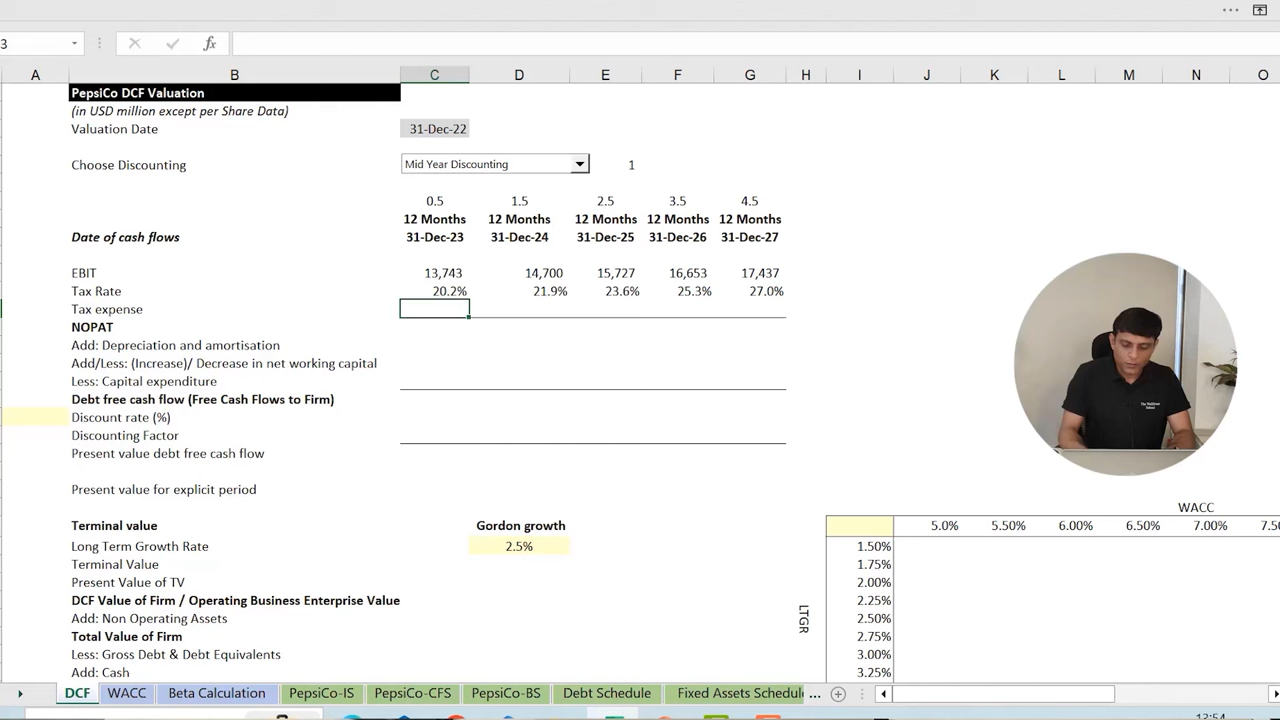 3 fx
A B C D E F G H I J K L M N O
PepsiCo DCF Valuation
(in USD million except per Share Data)
Valuation Date 31-Dec-22
Choose Discounting Mid Year Discounting 1
0.5 1.5 2.5 3.5 4.5
12 Months 12 Months 12 Months 12 Months 12 Months
Date of cash flows 31-Dec-23 31-Dec-24 31-Dec-25 31-Dec-26 31-Dec-27
EBIT 13,743 14,700 15,727 16,653 17,437
Tax Rate 20.2% 21.9% 23.6% 25.3% 27.0%
Tax expense
NOPAT
Add: Depreciation and amortisation
Add/Less: (Increase)/ Decrease in net working capital
Less: Capital expenditure
Debt free cash flow (Free Cash Flows to Firm)
Discount rate (%)
Discounting Factor
Present value debt free cash flow
Present value for explicit period
WACC
Terminal value Gordon growth 5.0% 5.50% 6.00% 6.50% 7.00% 7.5
Long Term Growth Rate 2.5% 1.50%
Terminal Value 1.75%
Present Value of TV 2.00%
DCF Value of Firm / Operating Business Enterprise Value 2.25%
Add: Non Operating Assets LTGR 2.50%
Total Value of Firm 2.75%
Less: Gross Debt & Debt Equivalents 3.00%
Add: Cash 3.25%
DCF WACC Beta Calculation PepsiCo-IS PepsiCo-CFS PepsiCo-BS Debt Schedule Fixed Assets Schedul ...
The WallStreet
School
12:54